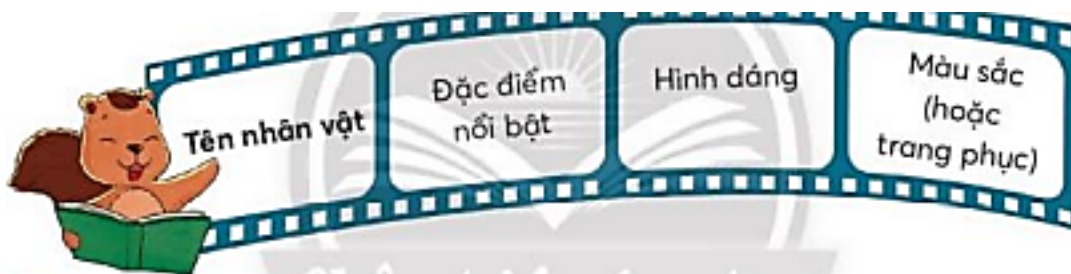 Tên nhân vật
Đặc điểm
nổi bật
Hình dáng
Màu sắc
(hoặc
trang phục)